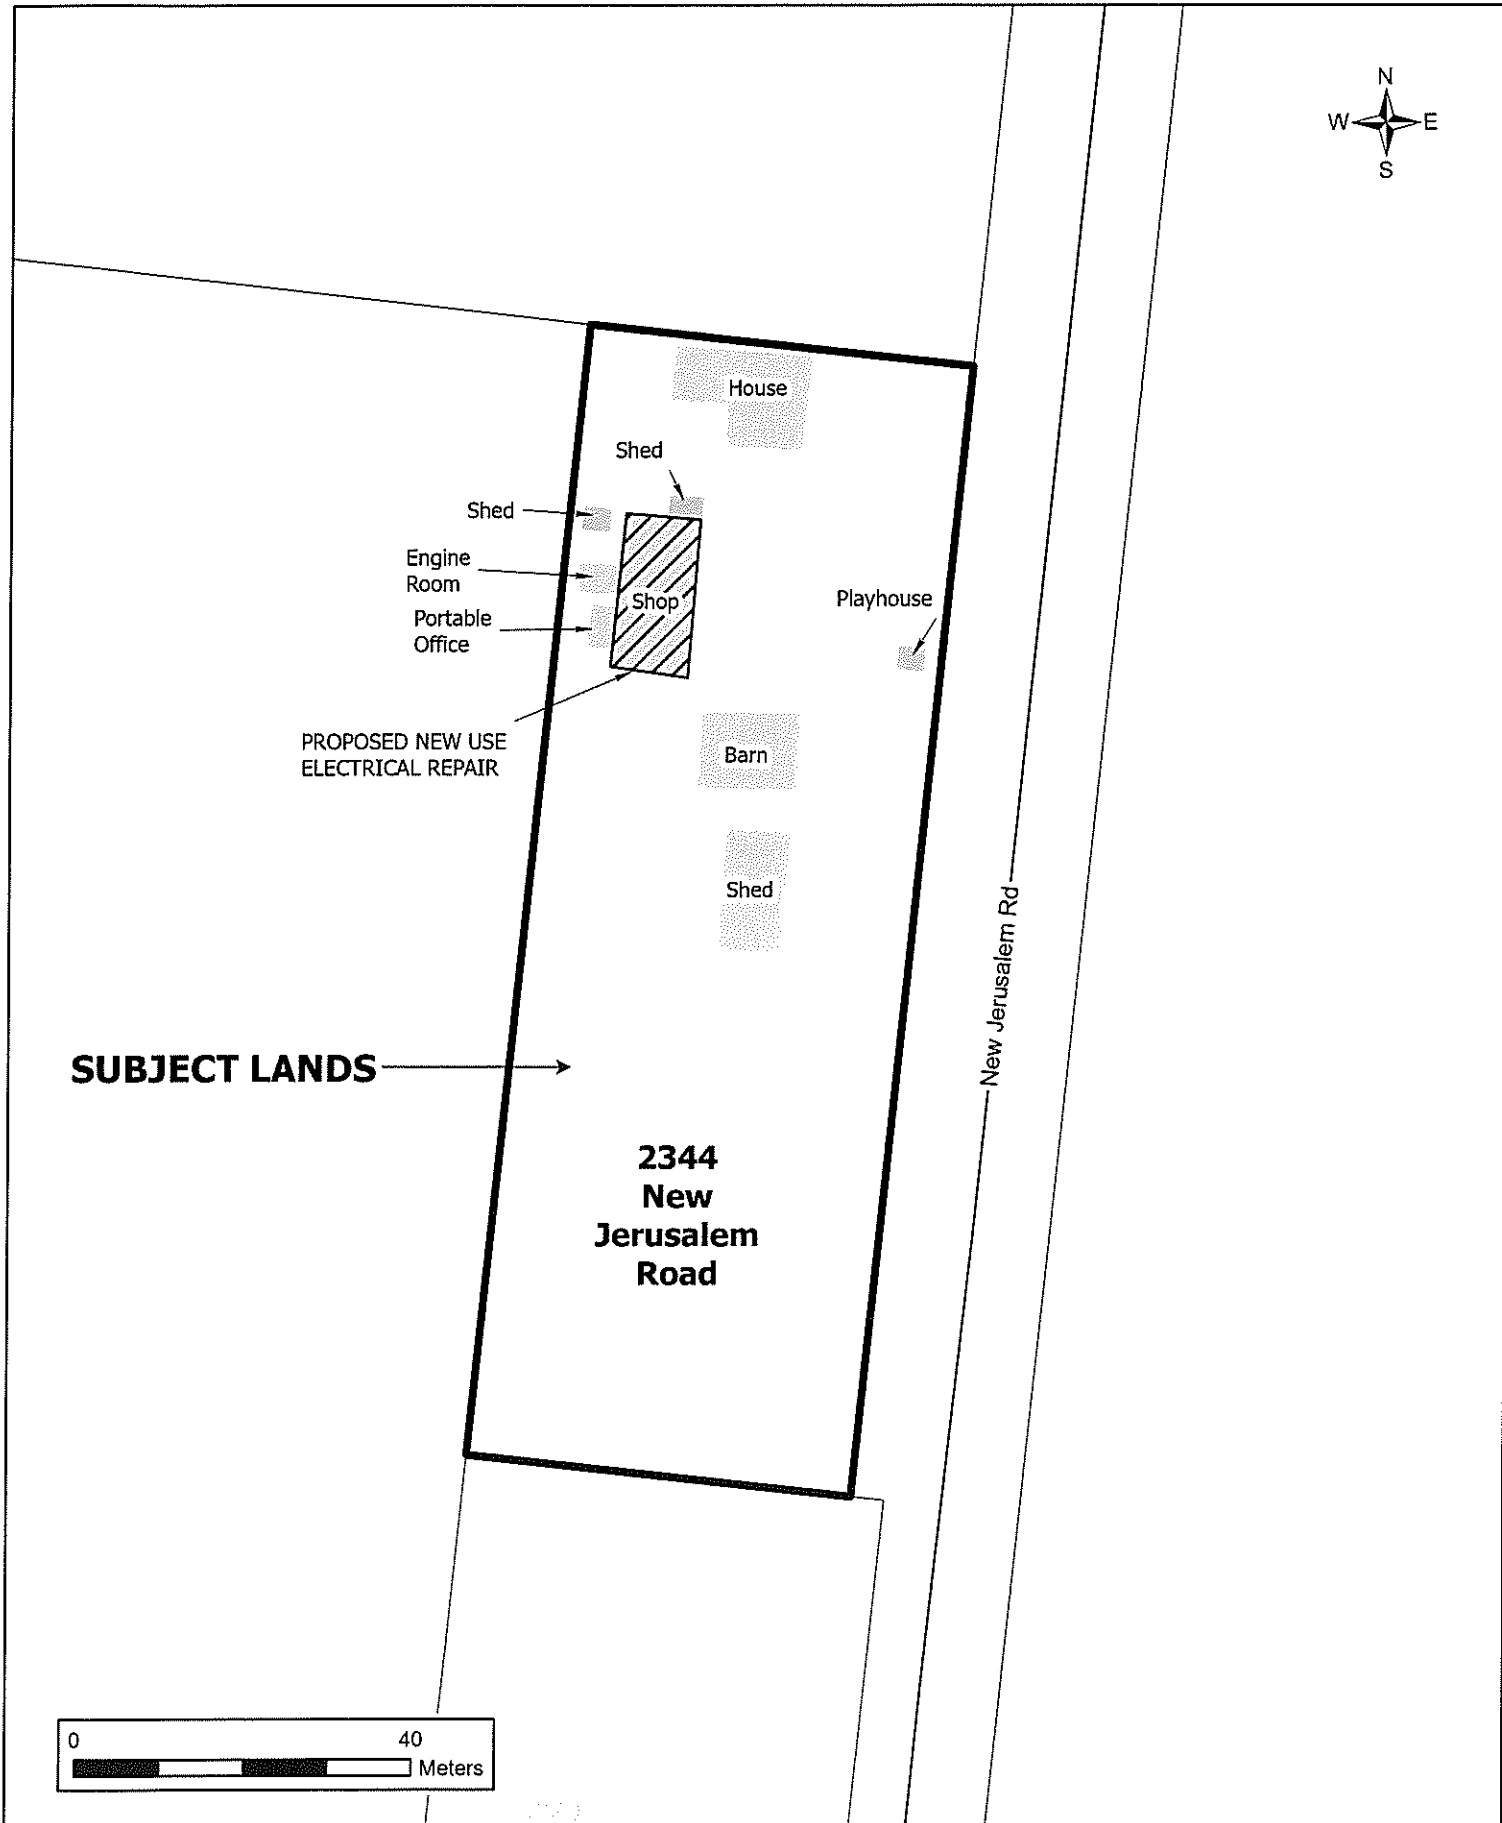 N
W E
S
House
Shed
Shed
Engine
Room
Shop
Playhouse
Portable
Office
PROPOSED NEW USE
ELECTRICAL REPAIR
Barn
Shed
New Jerusalem Rd
SUBJECT LANDS
2344
New
Jerusalem
Road
0 40
Meters